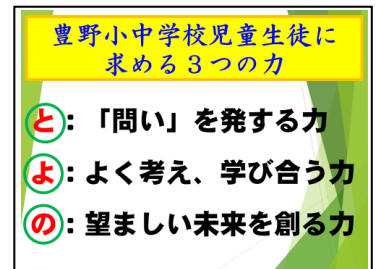 豊野小中学校児童生徒に
求める3つの力
と:「問い」を発する力
よ:よく考え、学び合う力
の:望ましい未来を創る力